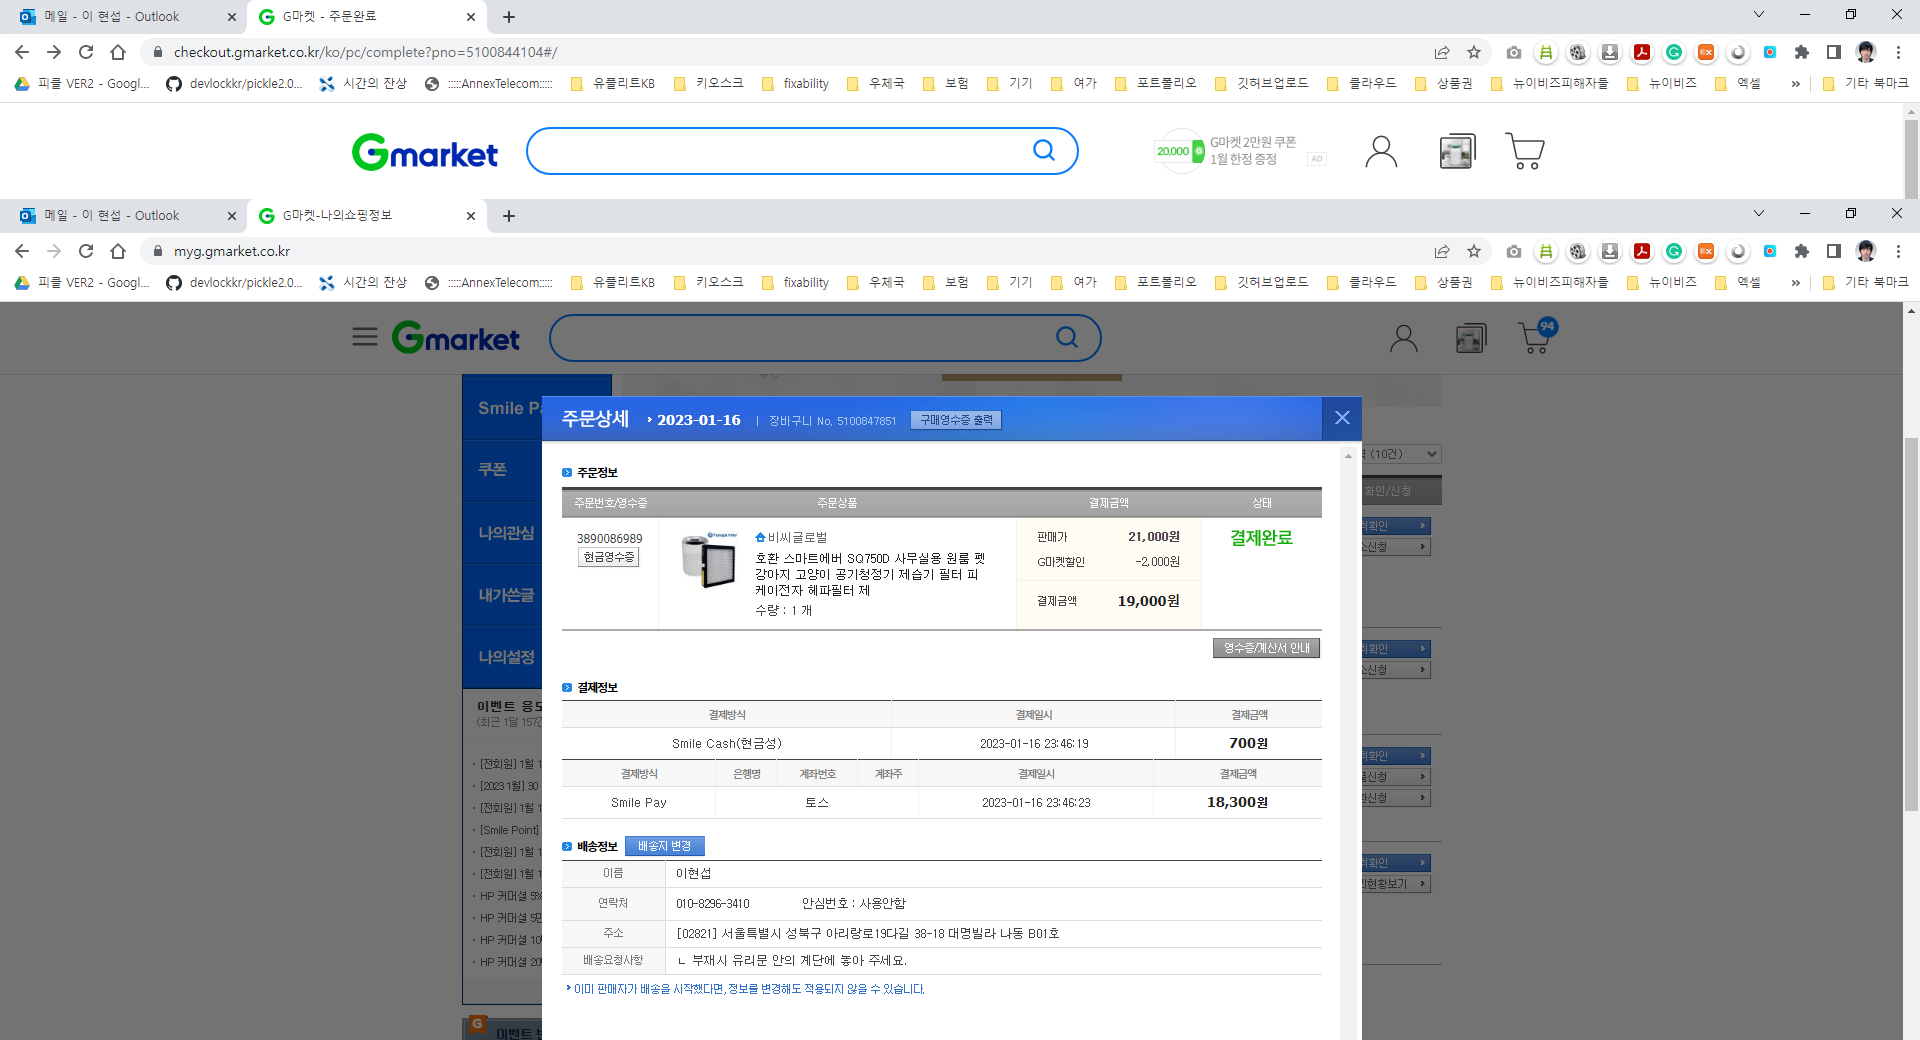 메일 - 이 현섭 - Outlook
G마켓 - 주문완료
checkout.gmarket.co.kr/ko/pc/complete?pno=5100844104#/
피클 VER2 - Googl...
devlockkr/pickle2.0...
시간의 잔상
:::::AnnexTelecom:::::
유플리트KB
키오스크
fixability
우체국
보험
기기
여가
포트폴리오
깃허브업로드
클라우드
상품권
뉴이비즈피해자들
뉴이비즈
엑셀
»
기타 북마크
Gmarket
20,000 G
G마켓 2만원 쿠폰
1월 한정 증정
AD
메일 - 이 현섭 - Outlook
G마켓-나의쇼핑정보
myg.gmarket.co.kr
피클 VER2 - Googl...
devlockkr/pickle2.0...
시간의 잔상
:::::AnnexTelecom:::::
유플리트KB
키오스크
fixability
우체국
보험
기기
여가
포트폴리오
깃허브업로드
클라우드
상품권
뉴이비즈피해자들
뉴이비즈
엑셀
»
기타 북마크
Gmarket
94
Smile Pa
쿠폰
나의관심
내가쓴글
나의설정
이벤트 응모
(최근 1달 157건
· [전회원] 1월 1
· [2023 1월] 30
· [전회원] 1월 1
· [Smile Point]
· [전회원] 1월 1
· [전회원] 1월 1
· HP 커머셜 5%
· HP 커머셜 5만
· HP 커머셜 10
· HP 커머셜 20
이벤트
주문상세 2023-01-16 | 장바구니 No. 5100847851 구매영수증 출력
주문정보
주문번호/영수증 주문상품 결제금액 상태
3890086989
현금영수증
비씨글로벌
호환 스마트에버 SQ750D 사무실용 원룸 펫
강아지 고양이 공기청정기 제습기 필터 피
케이전자 헤파필터 제
수량 : 1 개
판매가 21,000원
G마켓할인 -2,000원
결제금액 19,000원
결제완료
영수증/계산서 안내
결제정보
결제방식 결제일시 결제금액
Smile Cash(현금성) 2023-01-16 23:46:19 700원
결제방식 은행명 계좌번호 계좌주 결제일시 결제금액
Smile Pay 토스 2023-01-16 23:46:23 18,300원
배송정보 배송지 변경
이름 이현섭
연락처 010-8296-3410 안심번호 : 사용안함
주소 [02821] 서울특별시 성북구 아리랑로19다길 38-18 대명빌라 나동 B01호
배송요청사항 ㄴ 부재시 유리문 안의 계단에 놓아 주세요.
이미 판매자가 배송을 시작했다면, 정보를 변경해도 적용되지 않을 수 있습니다.
(10건)
확인/신청
확인
신청
확인
신청
확인
신청
신청
확인
현황보기